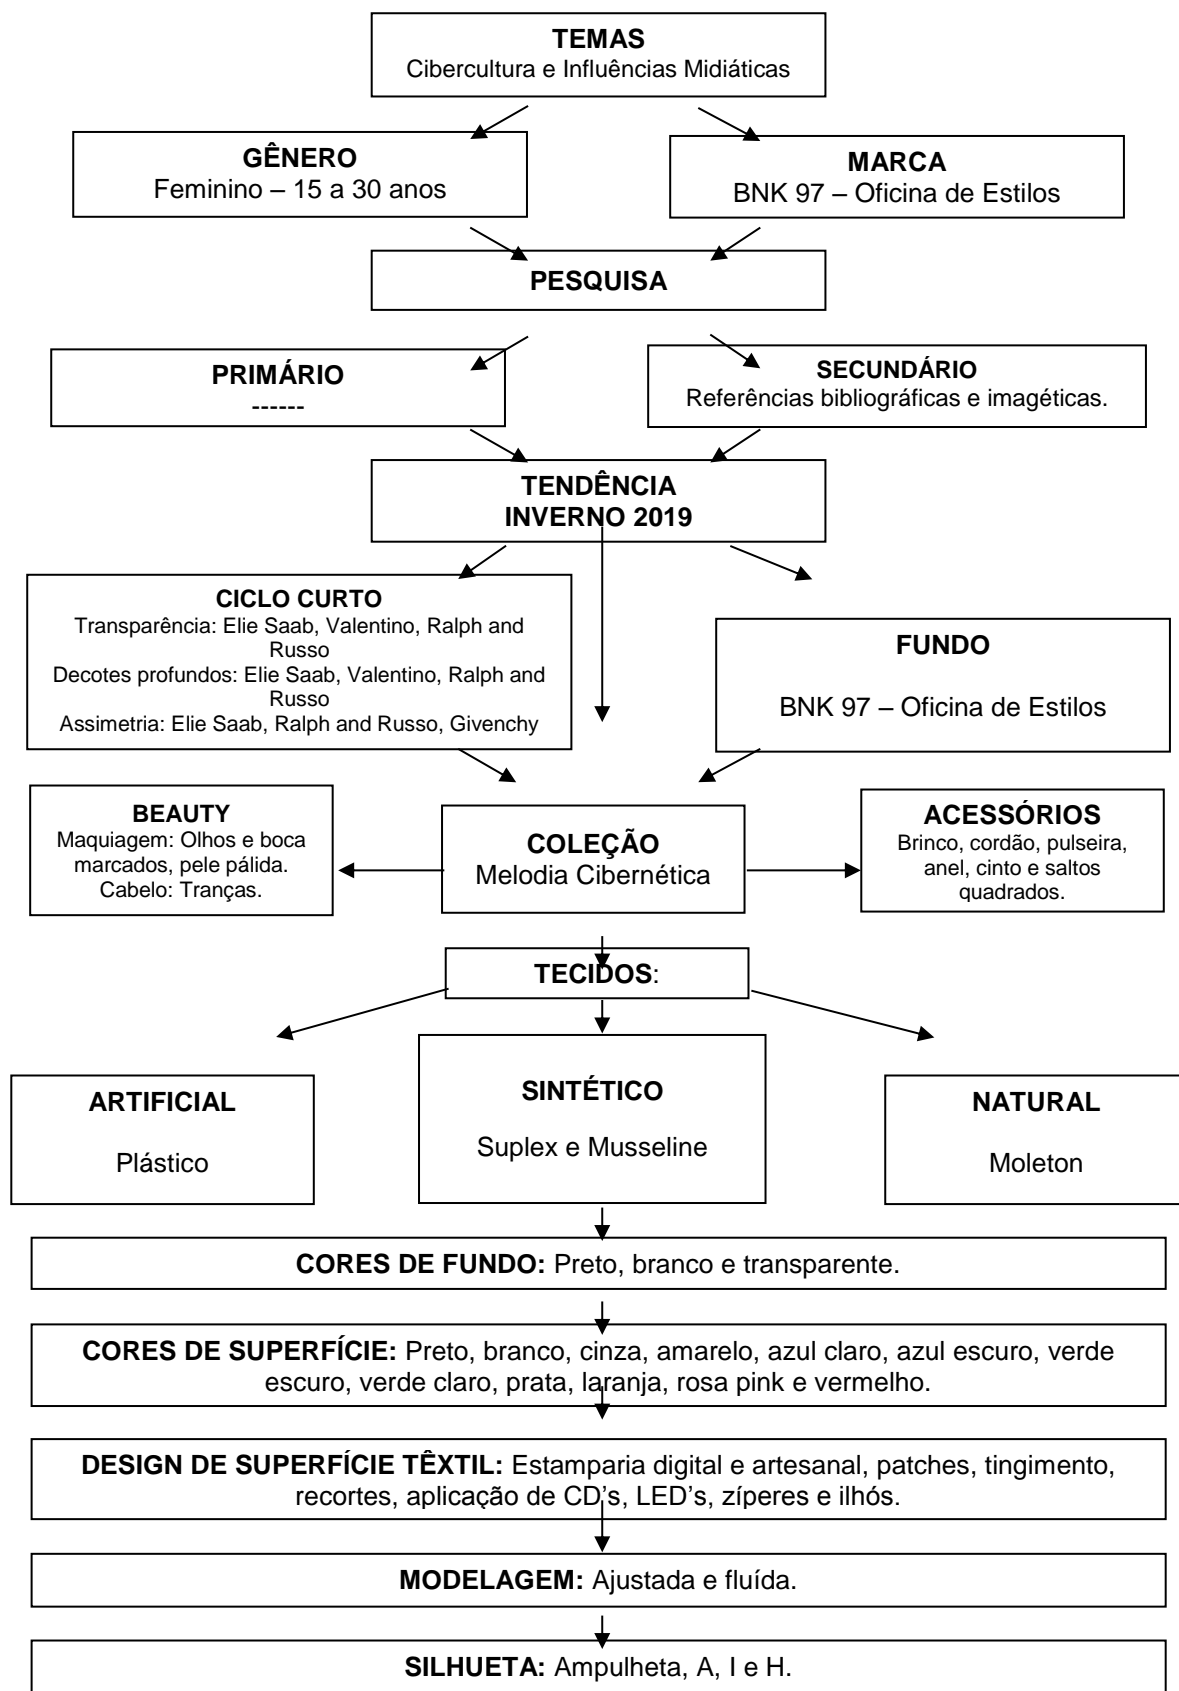 TEMAS
Cibercultura e Influências Midiáticas
GÊNERO
Feminino – 15 a 30 anos
MARCA
BNK 97 – Oficina de Estilos
PESQUISA
PRIMÁRIO
------
SECUNDÁRIO
Referências bibliográficas e imagéticas.
TENDÊNCIA
INVERNO 2019
CICLO CURTO
Transparência: Elie Saab, Valentino, Ralph and
Russo
Decotes profundos: Elie Saab, Valentino, Ralph and
Russo
Assimetria: Elie Saab, Ralph and Russo, Givenchy
FUNDO
BNK 97 – Oficina de Estilos
BEAUTY
Maquiagem: Olhos e boca
marcados, pele pálida.
Cabelo: Tranças.
COLEÇÃO
Melodia Cibernética
ACESSÓRIOS
Brinco, cordão, pulseira,
anel, cinto e saltos
quadrados.
TECIDOS:
ARTIFICIAL
Plástico
SINTÉTICO
Suplex e Musseline
NATURAL
Moleton
CORES DE FUNDO: Preto, branco e transparente.
CORES DE SUPERFÍCIE: Preto, branco, cinza, amarelo, azul claro, azul escuro, verde
escuro, verde claro, prata, laranja, rosa pink e vermelho.
DESIGN DE SUPERFÍCIE TÊXTIL: Estamparia digital e artesanal, patches, tingimento,
recortes, aplicação de CD’s, LED’s, zíperes e ilhós.
MODELAGEM: Ajustada e fluída.
SILHUETA: Ampulheta, A, I e H.